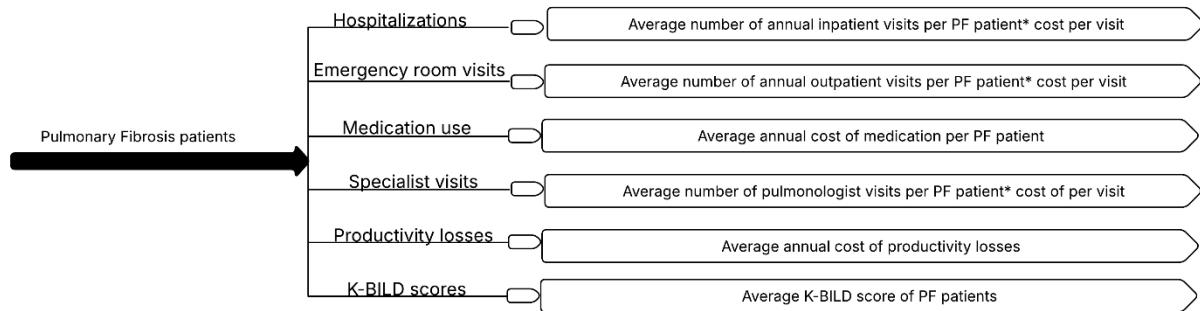 Hospitalizations
Average number of annual inpatient visits per PF patient* cost per visit
Emergency room visits
Average number of annual outpatient visits per PF patient* cost per visit
Pulmonary Fibrosis patients
Medication use
Average annual cost of medication per PF patient
Specialist visits
Average number of pulmonologist visits per PF patient* cost of per visit
Productivity losses
Average annual cost of productivity losses
K-BILD scores
Average K-BILD score of PF patients